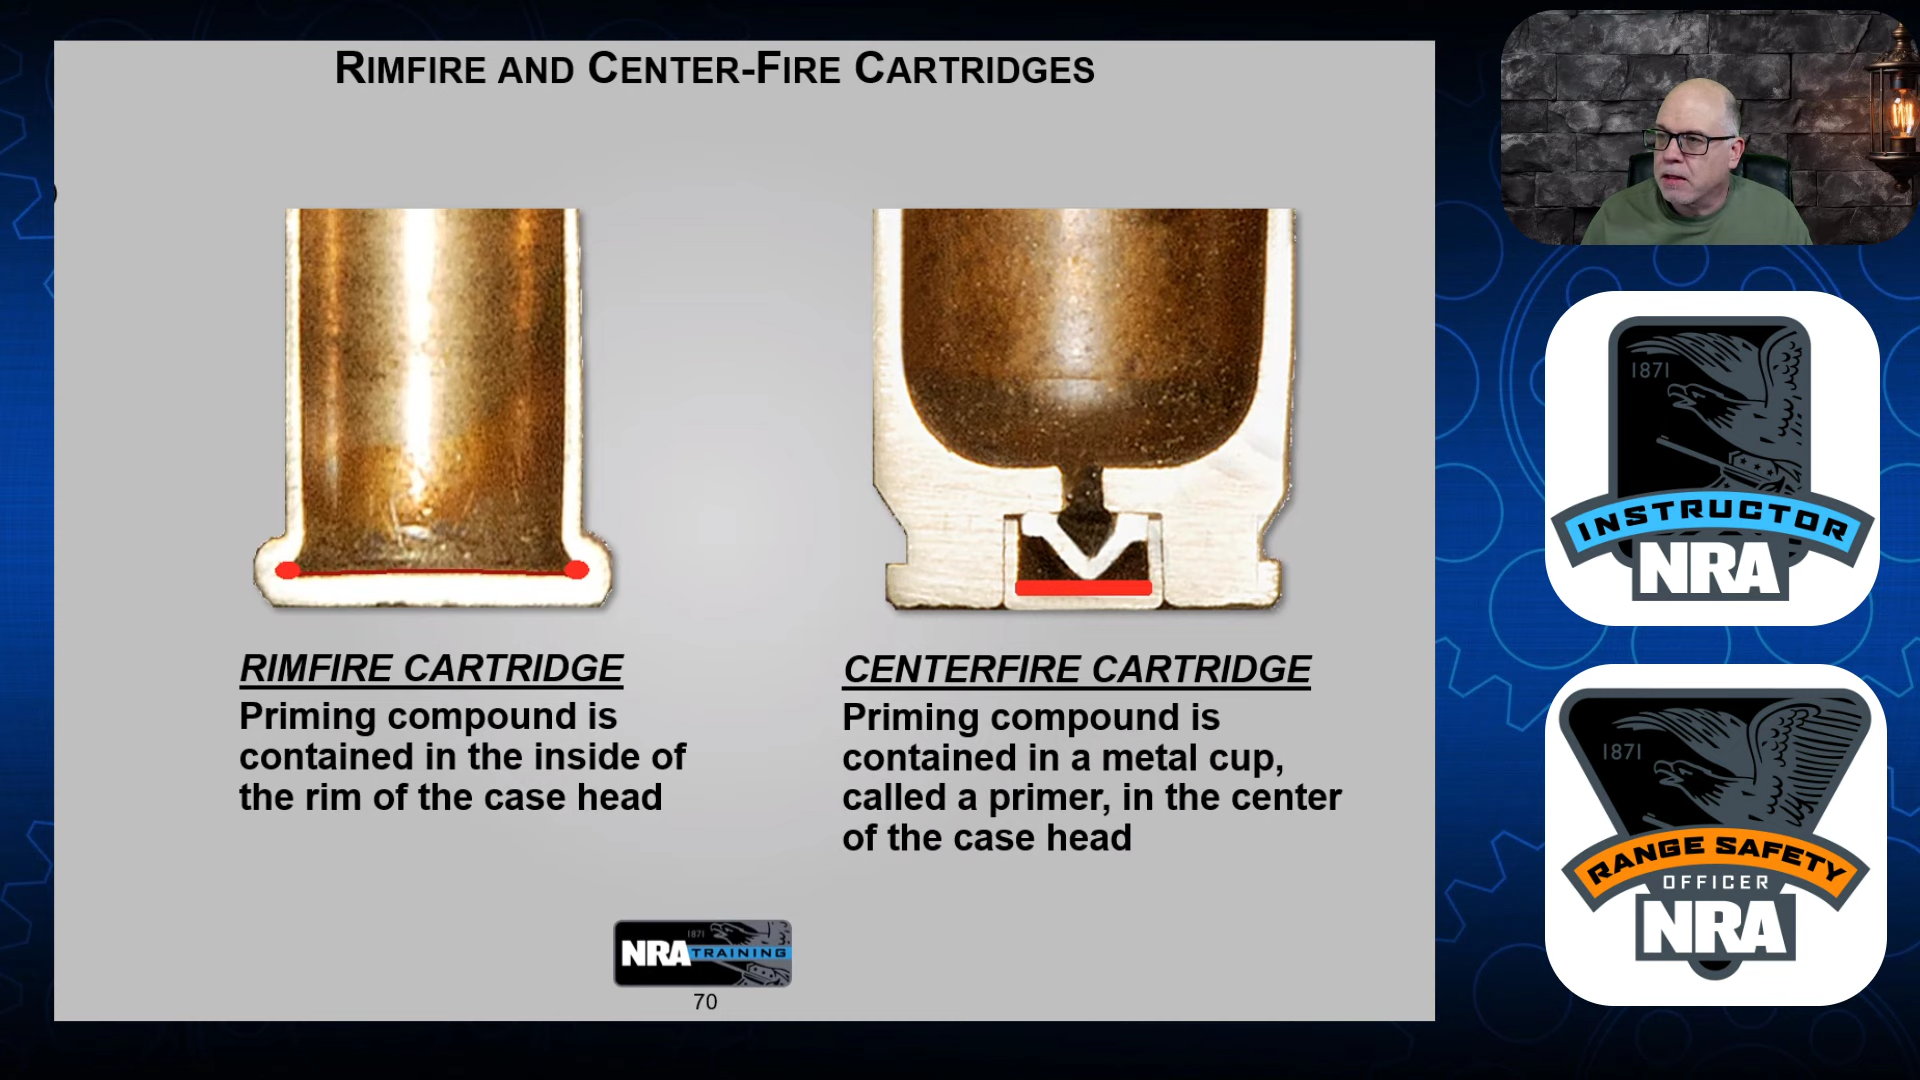 RIMFIRE AND CENTER-FIRE CARTRIDGES
RIMFIRE CARTRIDGE
Priming compound is
contained in the inside of
the rim of the case head
CENTERFIRE CARTRIDGE
Priming compound is
contained in a metal cup,
called a primer, in the center
of the case head
1871
NRA TRAINING
70
1871
INSTRUCTOR
NRA
1871
RANGE SAFETY
OFFICER
NRA